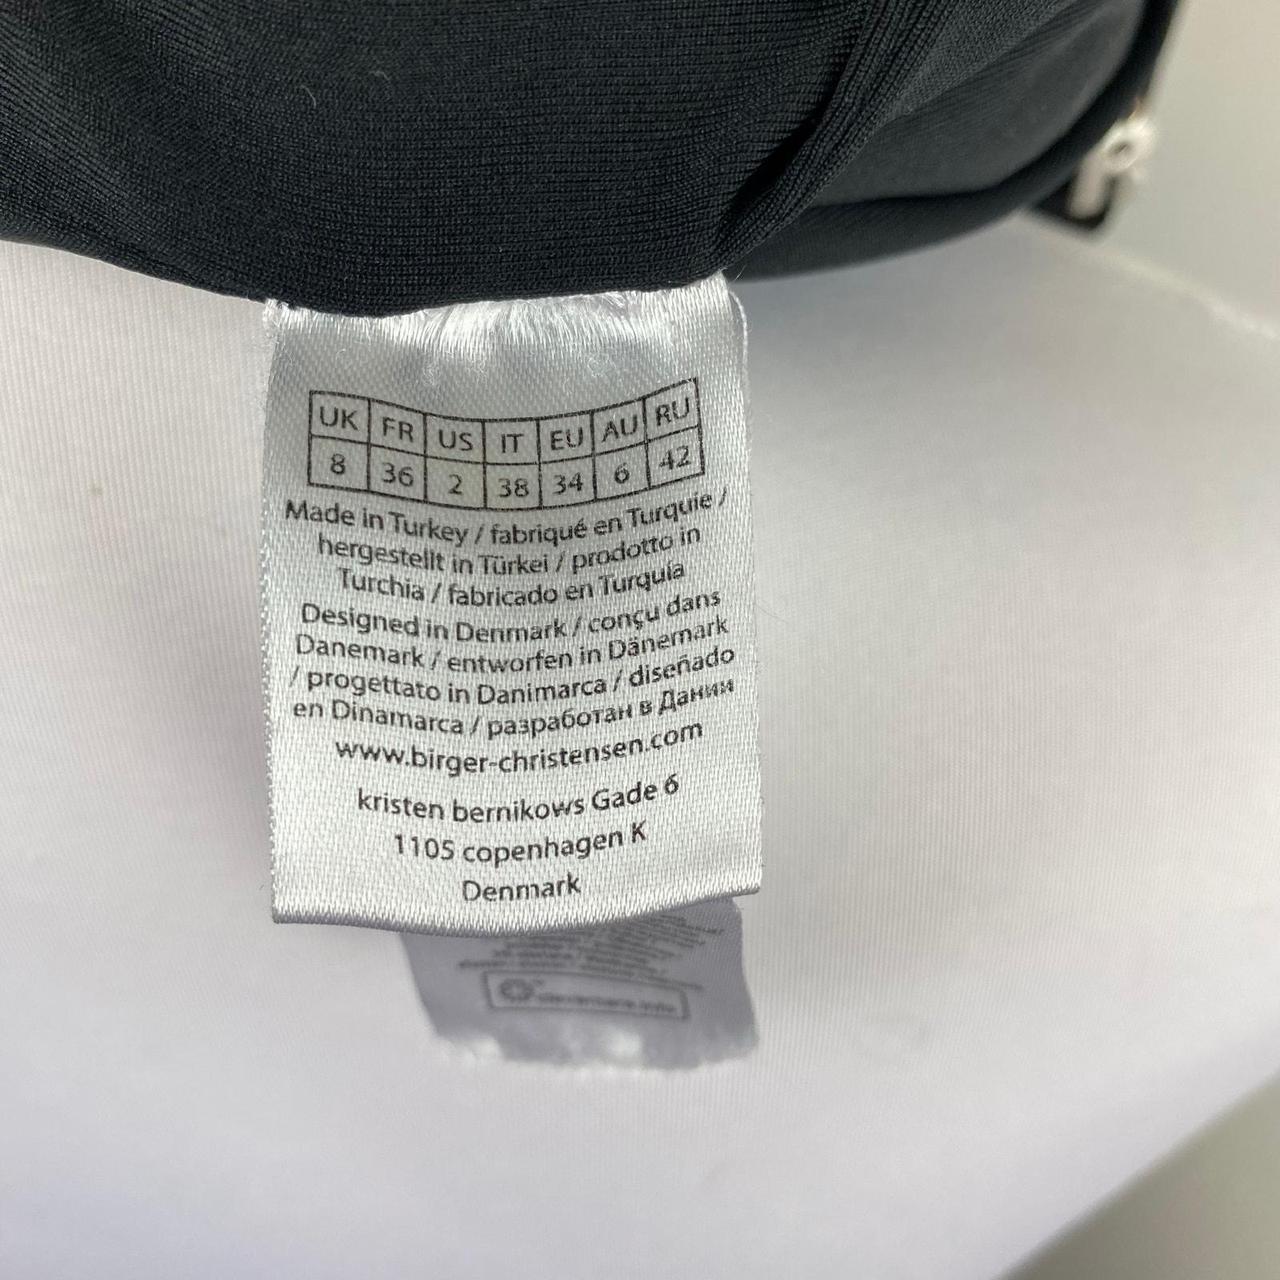 UK FR US IT EU AU RU
8 36 2 38 34 6 42
Made in Turkey / fabriqué en Turquie /
hergestellt in Türkei / prodotto in
Turchia / fabricado en Turquía
Designed in Denmark / conçu dans
Danemark / entworfen in Dänemark
/ progettato in Danimarca / diseñado
en Dinamarca / разработан в Дании
www.birger-christensen.com
kristen bernikows Gade 6
1105 copenhagen K
Denmark